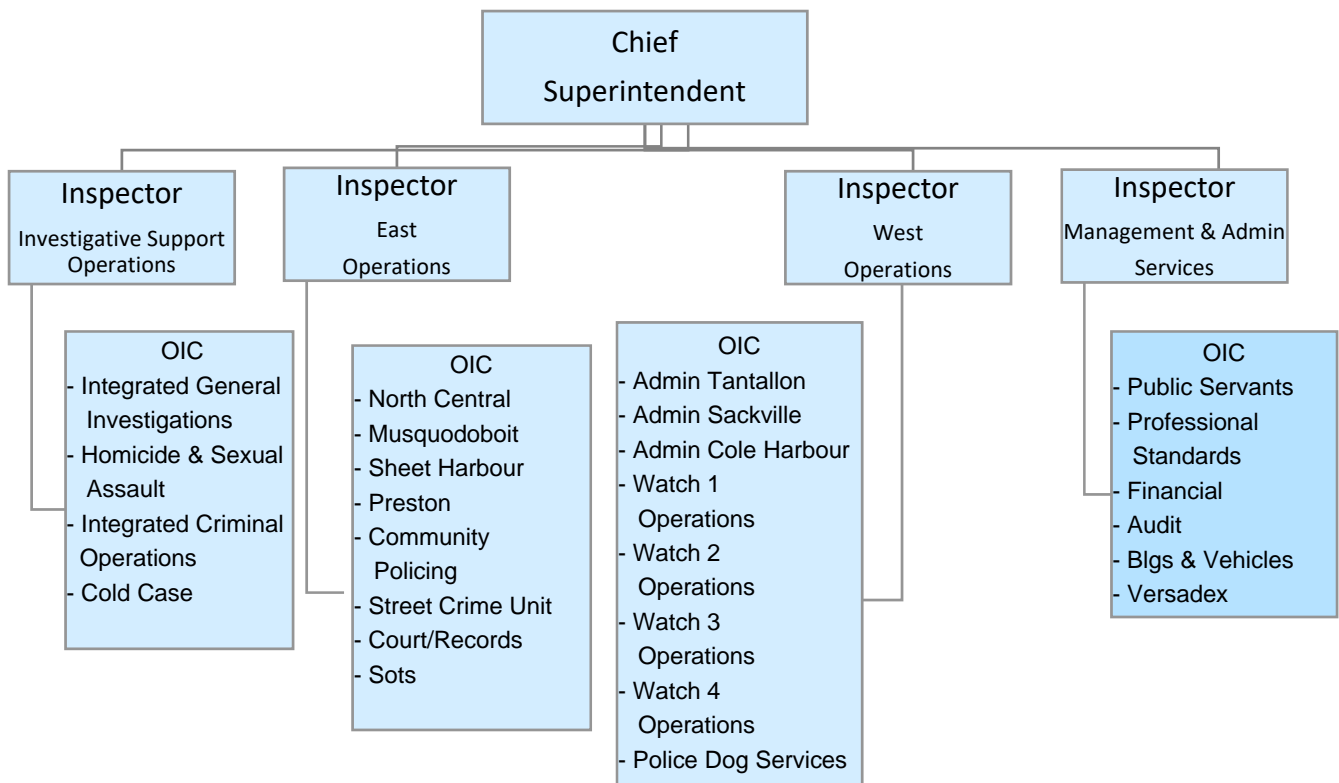 Chief
Superintendent
Inspector
Investigative Support
Operations
Inspector
East
Operations
Inspector
West
Operations
Inspector
Management & Admin
Services
OIC
- Integrated General
Investigations
- Homicide & Sexual
Assault
- Integrated Criminal
Operations
- Cold Case
OIC
- North Central
- Musquodoboit
- Sheet Harbour
- Preston
- Community
Policing
- Street Crime Unit
- Court/Records
- Sots
OIC
- Admin Tantallon
- Admin Sackville
- Admin Cole Harbour
- Watch 1
Operations
- Watch 2
Operations
- Watch 3
Operations
- Watch 4
Operations
- Police Dog Services
OIC
- Public Servants
- Professional
Standards
- Financial
- Audit
- Blgs & Vehicles
- Versadex